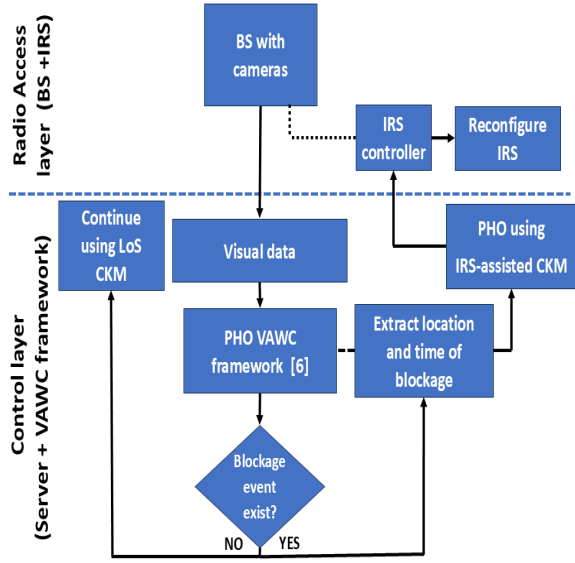 Radio Access
layer (BS +IRS)
BS with
cameras
IRS
controller
Reconfigure
IRS
Control layer
(Server + VAWC framework)
Continue
using LoS
CKM
Visual data
PHO using
IRS-assisted CKM
PHO VAWC
framework [6]
Extract location
and time of
blockage
Blockage
event
exist?
NO
YES